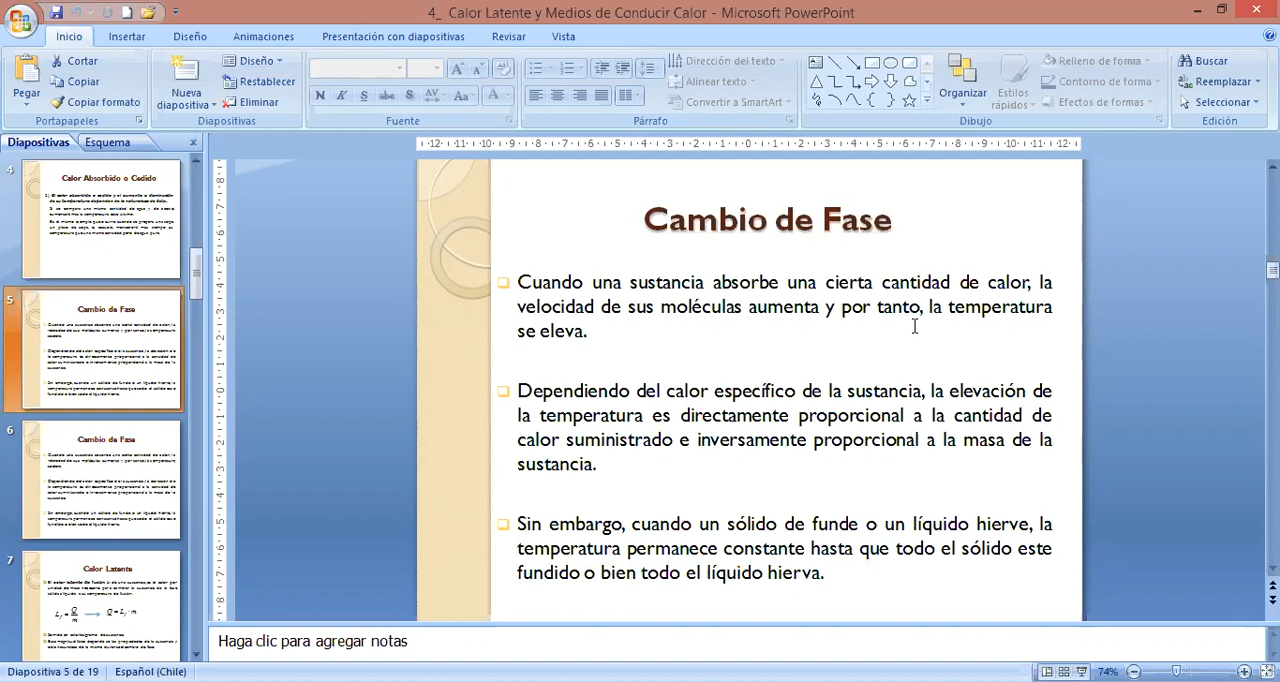 4_ Calor Latente y Medios de Conducir Calor - Microsoft PowerPoint
Inicio Insertar Diseño Animaciones Presentación con diapositivas Revisar Vista
Pegar
Cortar
Copiar
Copiar formato
Portapapeles
Nueva
diapositiva
Diseño
Restablecer
Eliminar
Diapositivas
N K S abc S AV Aa A
Fuente
Dirección del texto
Alinear texto
Convertir a SmartArt
Párrafo
Organizar
Estilos
rápidos
Relleno de forma
Contorno de forma
Efectos de formas
Dibujo
Buscar
Reemplazar
Seleccionar
Edición
Diapositivas Esquema
4
Calor Absorbido o Cedido
5
Cambio de Fase
6
Cambio de Fase
7
Calor Latente
Cambio de Fase
Cuando una sustancia absorbe una cierta cantidad de calor, la
velocidad de sus moléculas aumenta y por tanto, la temperatura
se eleva.
Dependiendo del calor específico de la sustancia, la elevación de
la temperatura es directamente proporcional a la cantidad de
calor suministrado e inversamente proporcional a la masa de la
sustancia.
Sin embargo, cuando un sólido de funde o un líquido hierve, la
temperatura permanece constante hasta que todo el sólido este
fundido o bien todo el líquido hierva.
Haga clic para agregar notas
Diapositiva 5 de 19 Español (Chile) 74%